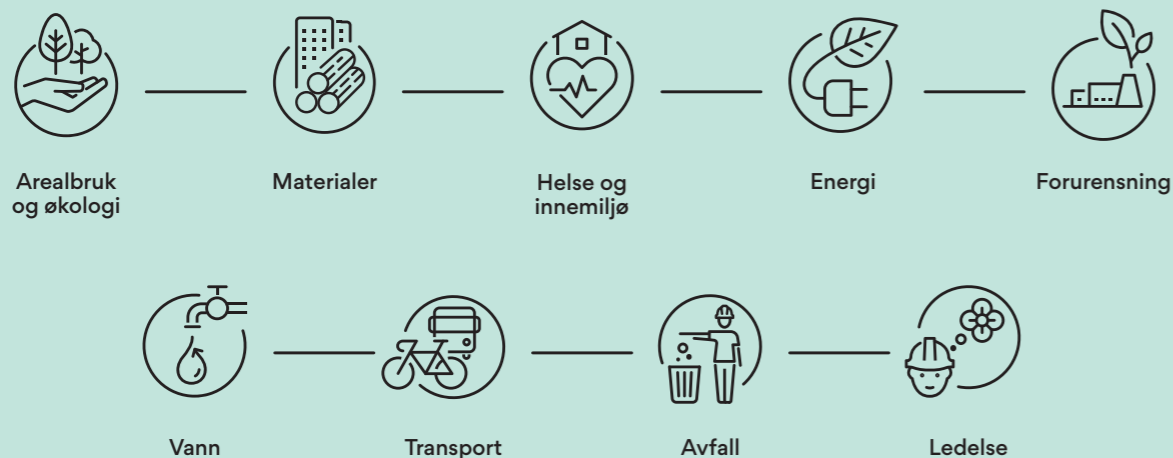 Arealbruk
og økologi
Materialer
Helse og
innemiljø
Energi
Forurensning
Vann
Transport
Avfall
Ledelse